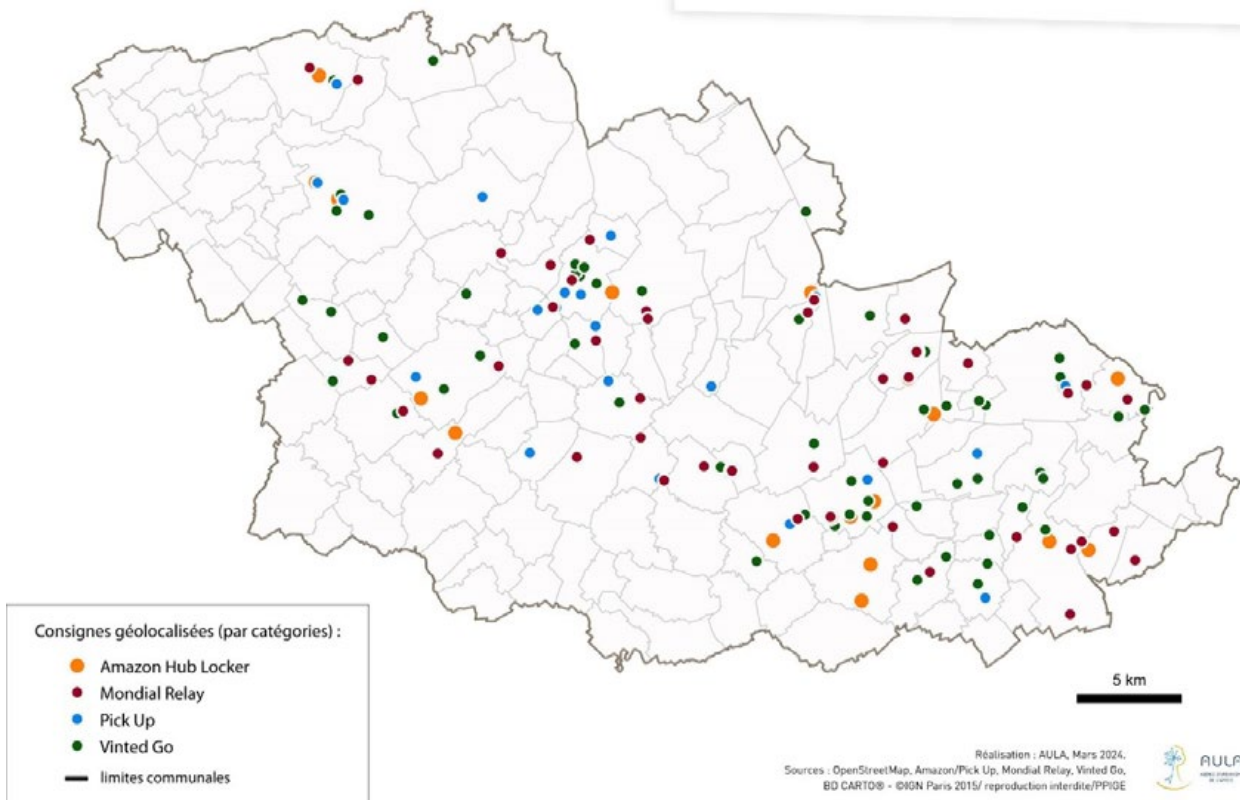 Consignes géolocalisées (par catégories) :
Amazon Hub Locker
Mondial Relay
Pick Up
Vinted Go
limites communales
5 km
Réalisation : AULA, Mars 2024.
Sources : OpenStreetMap, Amazon/Pick Up, Mondial Relay, Vinted Go,
BD CARTO® - ©IGN Paris 2015/ reproduction interdite/PPIGE
AULA